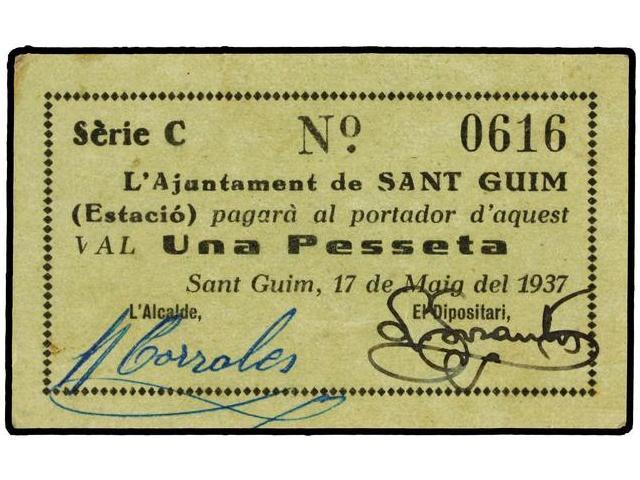 Sèrie C Nº 0616
L'Ajuntament de SANT GUIM
(Estació) pagarà al portador d'aquest
VAL Una Pesseta
Sant Guim, 17 de Maig del 1937
L'Alcalde, El Dipositari,
Corrales